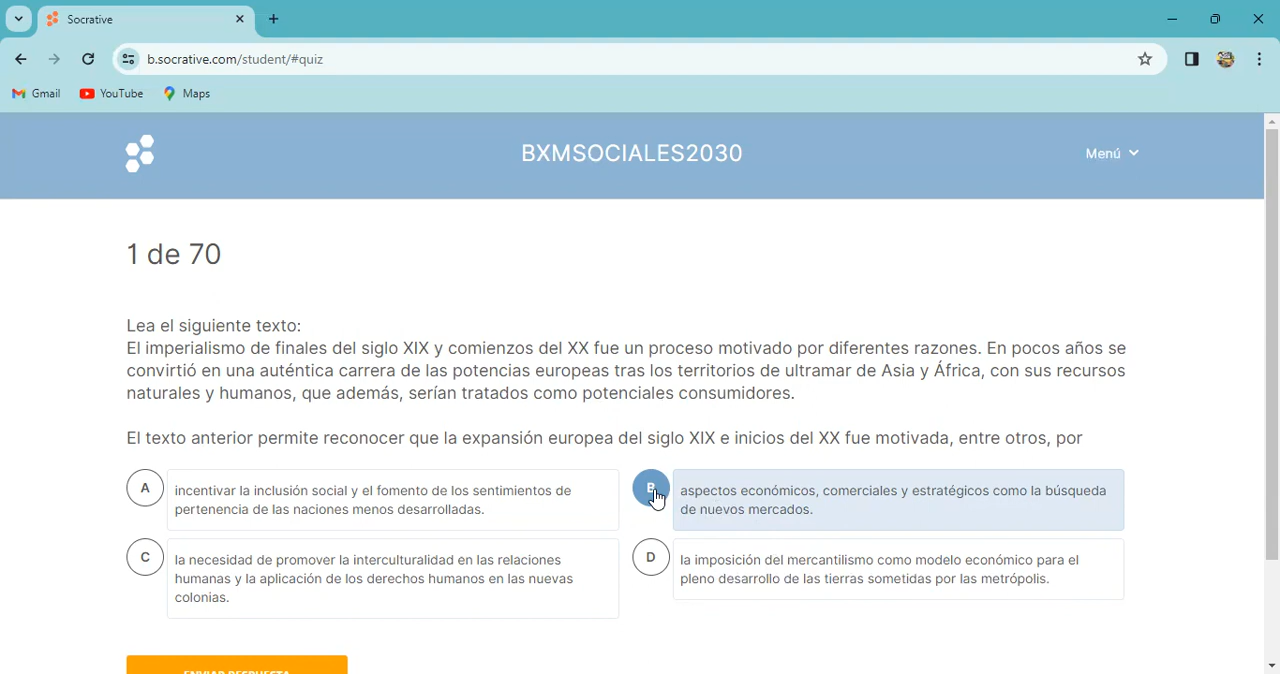 Socrative
b.socrative.com/student/#quiz
Gmail YouTube Maps
BXMSOCIALES2030
Menú
1 de 70
Lea el siguiente texto:
El imperialismo de finales del siglo XIX y comienzos del XX fue un proceso motivado por diferentes razones. En pocos años se
convirtió en una auténtica carrera de las potencias europeas tras los territorios de ultramar de Asia y África, con sus recursos
naturales y humanos, que además, serían tratados como potenciales consumidores.
El texto anterior permite reconocer que la expansión europea del siglo XIX e inicios del XX fue motivada, entre otros, por
A
incentivar la inclusión social y el fomento de los sentimientos de
pertenencia de las naciones menos desarrolladas.
B
aspectos económicos, comerciales y estratégicos como la búsqueda
de nuevos mercados.
C
la necesidad de promover la interculturalidad en las relaciones
humanas y la aplicación de los derechos humanos en las nuevas
colonias.
D
la imposición del mercantilismo como modelo económico para el
pleno desarrollo de las tierras sometidas por las metrópolis.
ENVIAR RESPUESTA